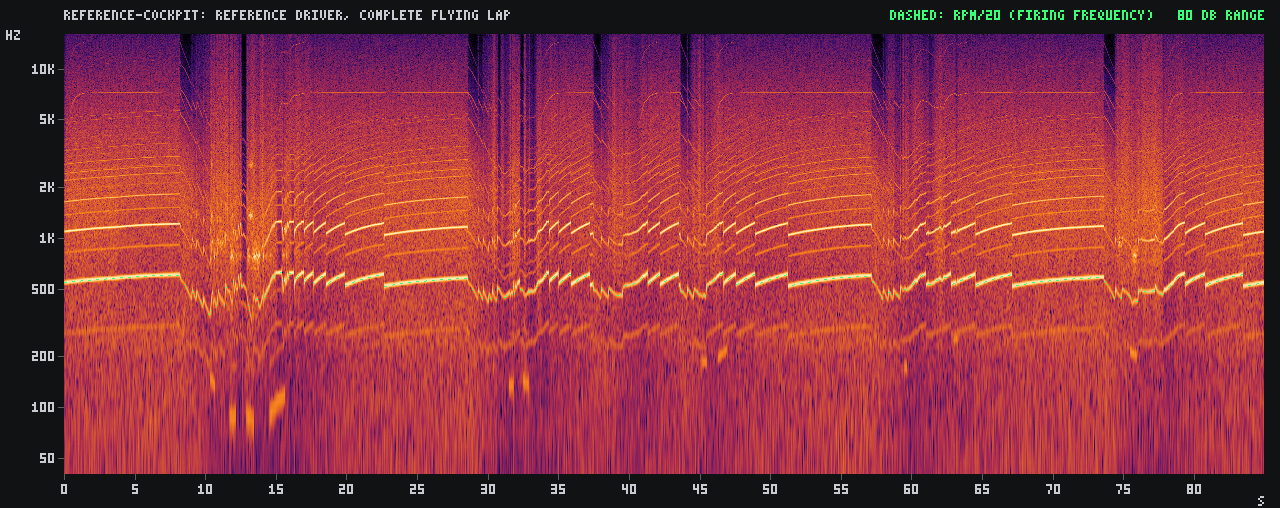 REFERENCE-COCKPIT: REFERENCE DRIVER, COMPLETE FLYING LAP
DASHED: RPM/20 (FIRING FREQUENCY) 80 DB RANGE
HZ
10K
5K
2K
1K
500
200
100
50
0 5 10 15 20 25 30 35 40 45 50 55 60 65 70 75 80
S